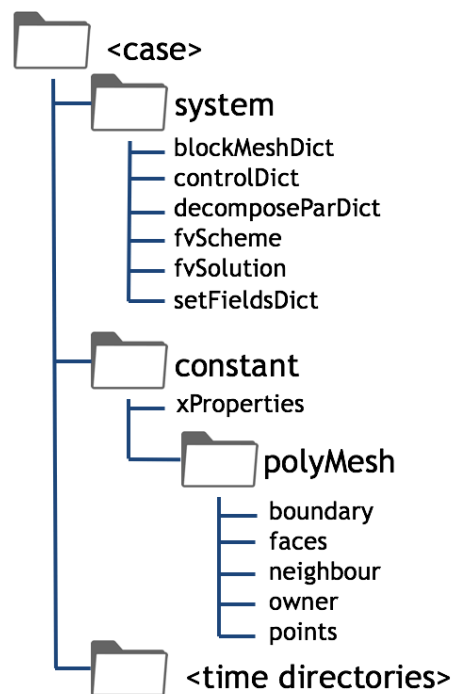 <case>
system
blockMeshDict
controlDict
decomposeParDict
fvScheme
fvSolution
setFieldsDict
constant
xProperties
polyMesh
boundary
faces
neighbour
owner
points
<time directories>